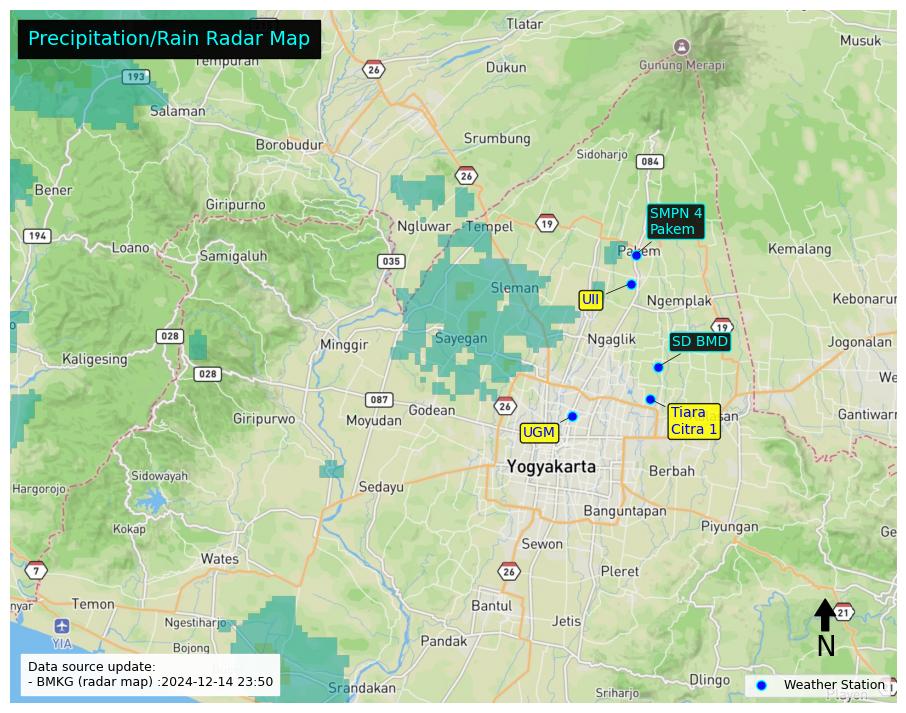 Precipitation/Rain Radar Map
Tlatar
Musuk
26
Gunung Merapi
Dukun
193
Salaman
Srumbung
Borobudur
Sidoharjo
084
26
Bener
Giripurno
SMPN 4
Pakem
Ngluwar
Tempel
19
194
Loano
Samigaluh
035
Pakem
Kemalang
Sleman
UII
Ngemplak
Kebonarum
19
028
Sayegan
Ngaglik
SD BMD
Jogonalan
Minggir
Kaligesing
028
087
Godean
26
Tiara
Citra 1
Giripurwo
Moyudan
UGM
Yogyakarta
Berbah
Sidowayah
Hargorojo
Sedayu
Banguntapan
Kokap
Piyungan
Sewon
Wates
7
26
Pleret
Temon
Bantul
21
Ngestiharjo
Jetis
YIA
Bojong
Pandak
N
Data source update:
- BMKG (radar map) :2024-12-14 23:50
Dlingo
Weather Station
Srandakan
Sriharjo
Playen